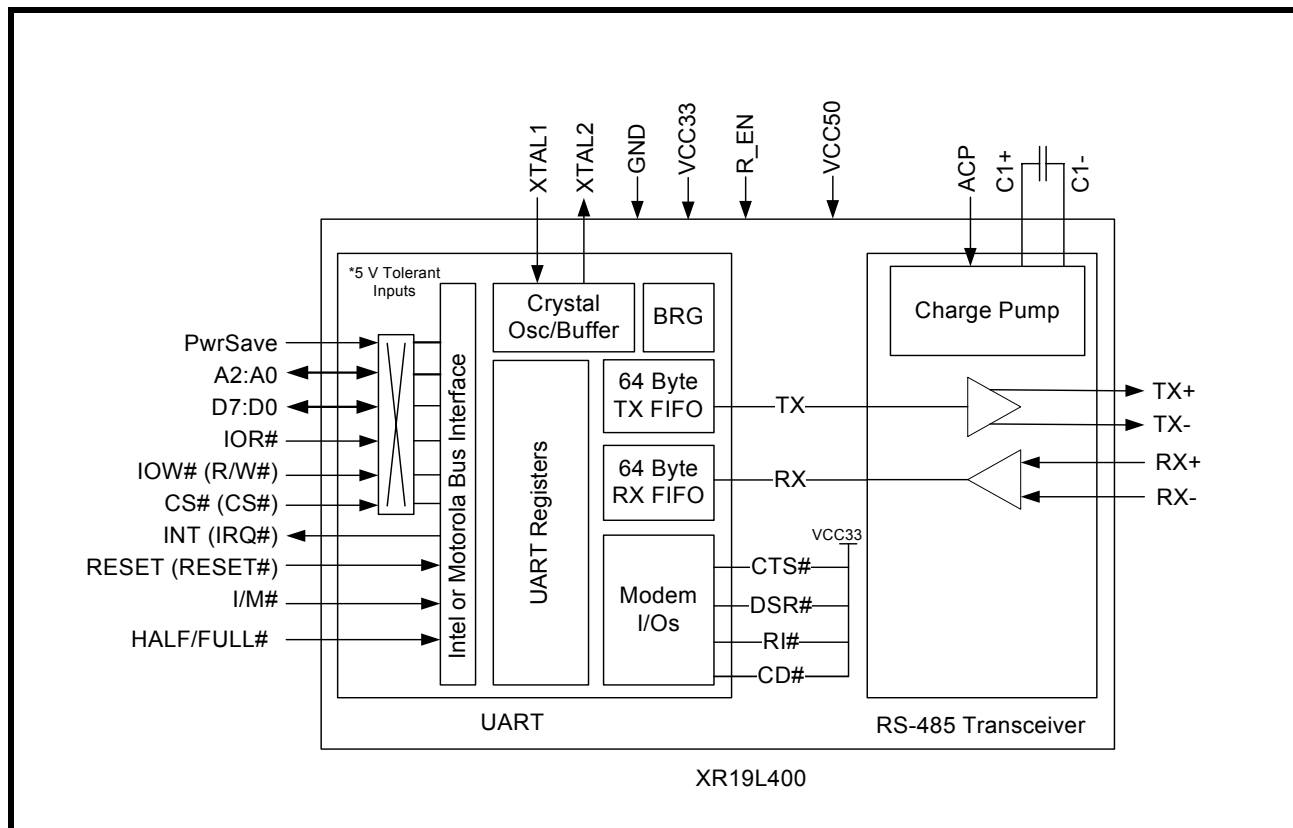 XTAL1
XTAL2
GND
VCC33
R_EN
VCC50
ACP
C1+
C1-
*5 V Tolerant
Inputs
PwrSave
A2:A0
D7:D0
IOR#
IOW# (R/W#)
CS# (CS#)
INT (IRQ#)
RESET (RESET#)
I/M#
HALF/FULL#
Intel or Motorola Bus Interface
Crystal
Osc/Buffer
BRG
UART Registers
64 Byte
TX FIFO
64 Byte
RX FIFO
Modem
I/Os
TX
RX
VCC33
CTS#
DSR#
RI#
CD#
Charge Pump
TX+
TX-
RX+
RX-
UART
RS-485 Transceiver
XR19L400